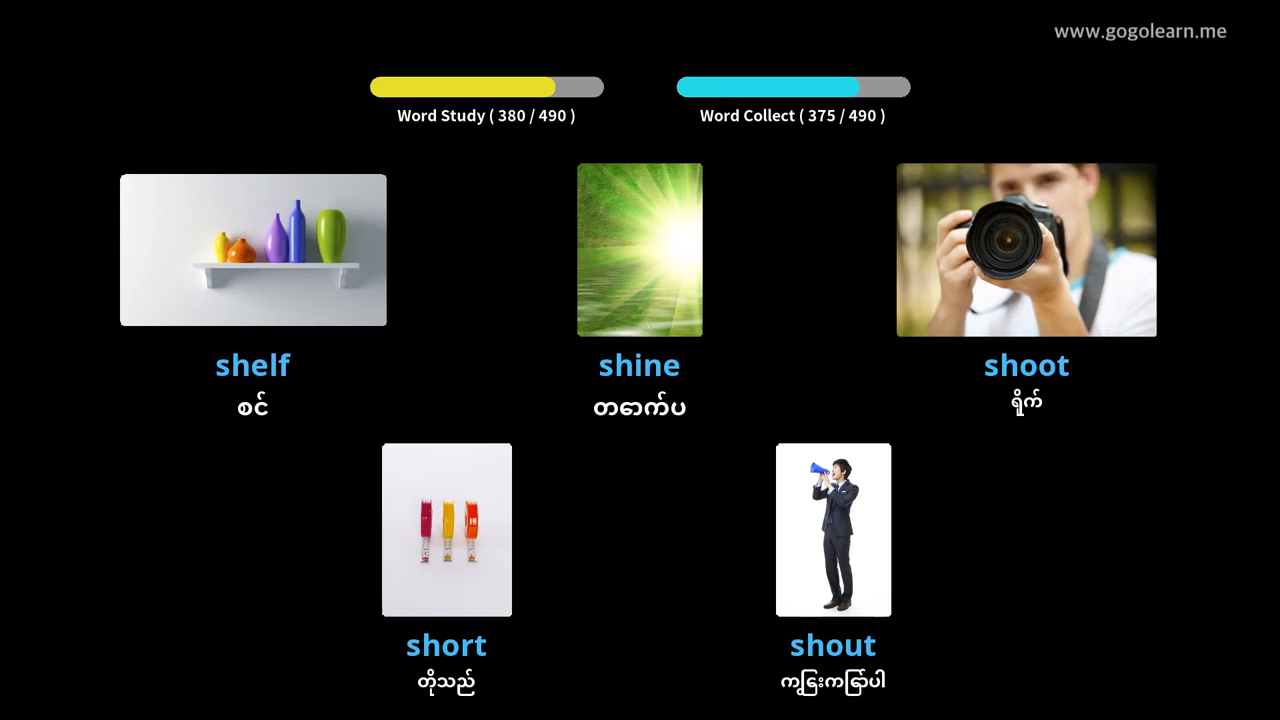 www.gogolearn.me
Word Study ( 380 / 490 )
Word Collect ( 375 / 490 )
shelf
စင်
shine
တောက်ပ
shoot
ရိုက်
short
တိုသည်
shout
ကြွေးကြော်ပါ